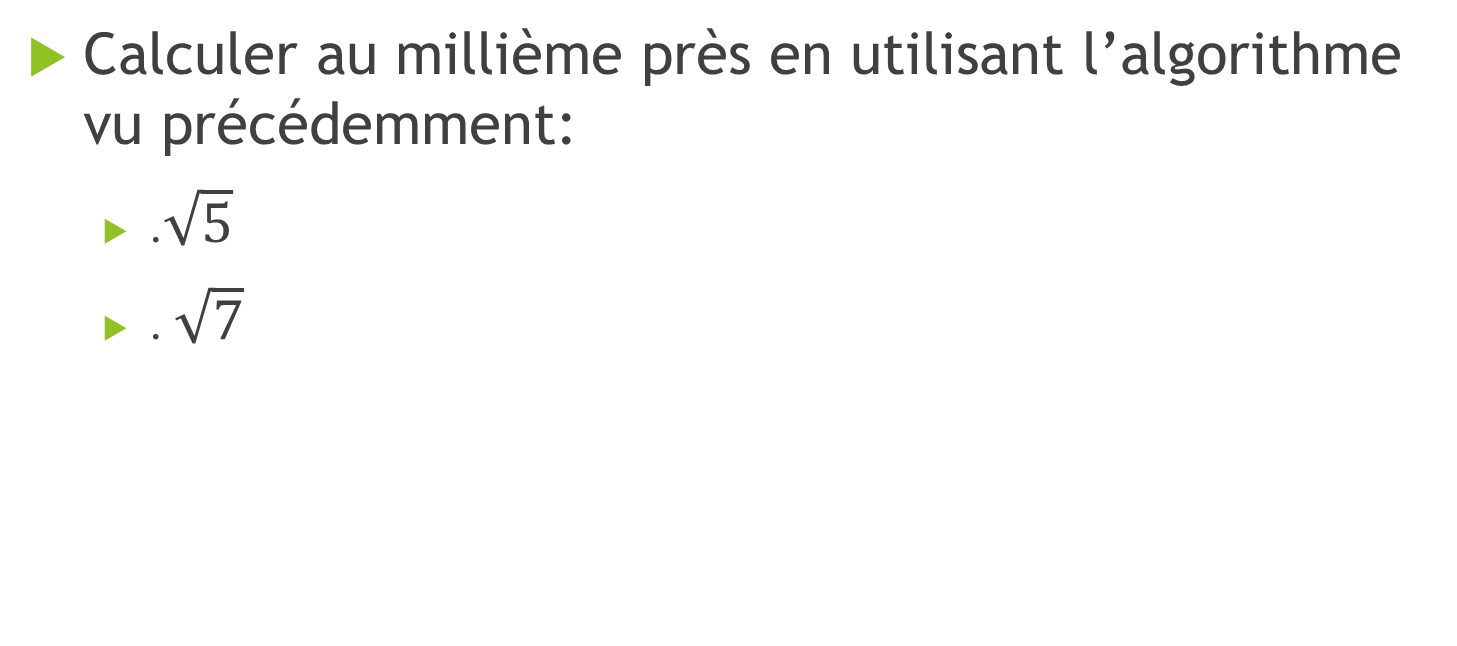 Calculer au millième près en utilisant l’algorithme
vu précédemment:
.√5
. √7